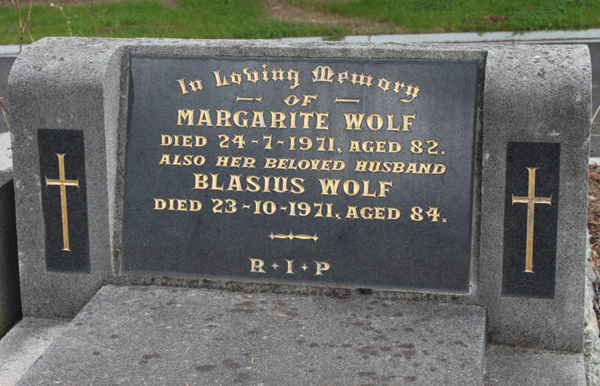 In Loving Memory
OF
MARGARITE WOLF
DIED 24-7-1971, AGED 82.
ALSO HER BELOVED HUSBAND
BLASIUS WOLF
DIED 23-10-1971, AGED 84.
R·I·P